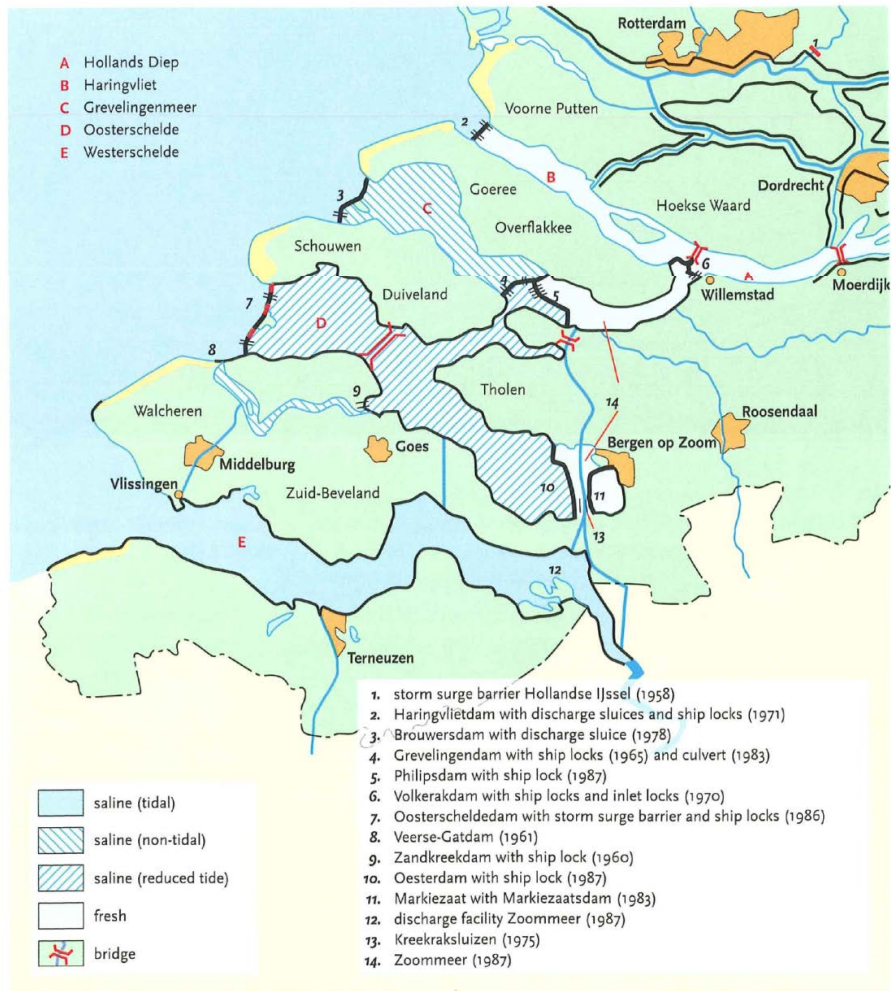 A Hollands Diep
B Haringvliet
C Grevelingenmeer
D Oosterschelde
E Westerschelde
Rotterdam
1
Voorne Putten
2
B
Dordrecht
3
Goeree
C
Hoekse Waard
Overflakkee
Schouwen
6
A
4
5
Willemstad
Moerdijk
7
Duiveland
D
8
9
Tholen
14
Walcheren
Roosendaal
Goes
Bergen op Zoom
Middelburg
Vlissingen
Zuid-Beveland
10
11
13
E
12
Terneuzen
1. storm surge barrier Hollandse IJssel (1958)
2. Haringvlietdam with discharge sluices and ship locks (1971)
3. Brouwersdam with discharge sluice (1978)
4. Grevelingendam with ship locks (1965) and culvert (1983)
5. Philipsdam with ship lock (1987)
6. Volkerakdam with ship locks and inlet locks (1970)
7. Oosterscheldedam with storm surge barrier and ship locks (1986)
8. Veerse-Gatdam (1961)
9. Zandkreekdam with ship lock (1960)
10. Oesterdam with ship lock (1987)
11. Markiezaat with Markiezaatsdam (1983)
12. discharge facility Zoommeer (1987)
13. Kreekraksluizen (1975)
14. Zoommeer (1987)
saline (tidal)
saline (non-tidal)
saline (reduced tide)
fresh
bridge